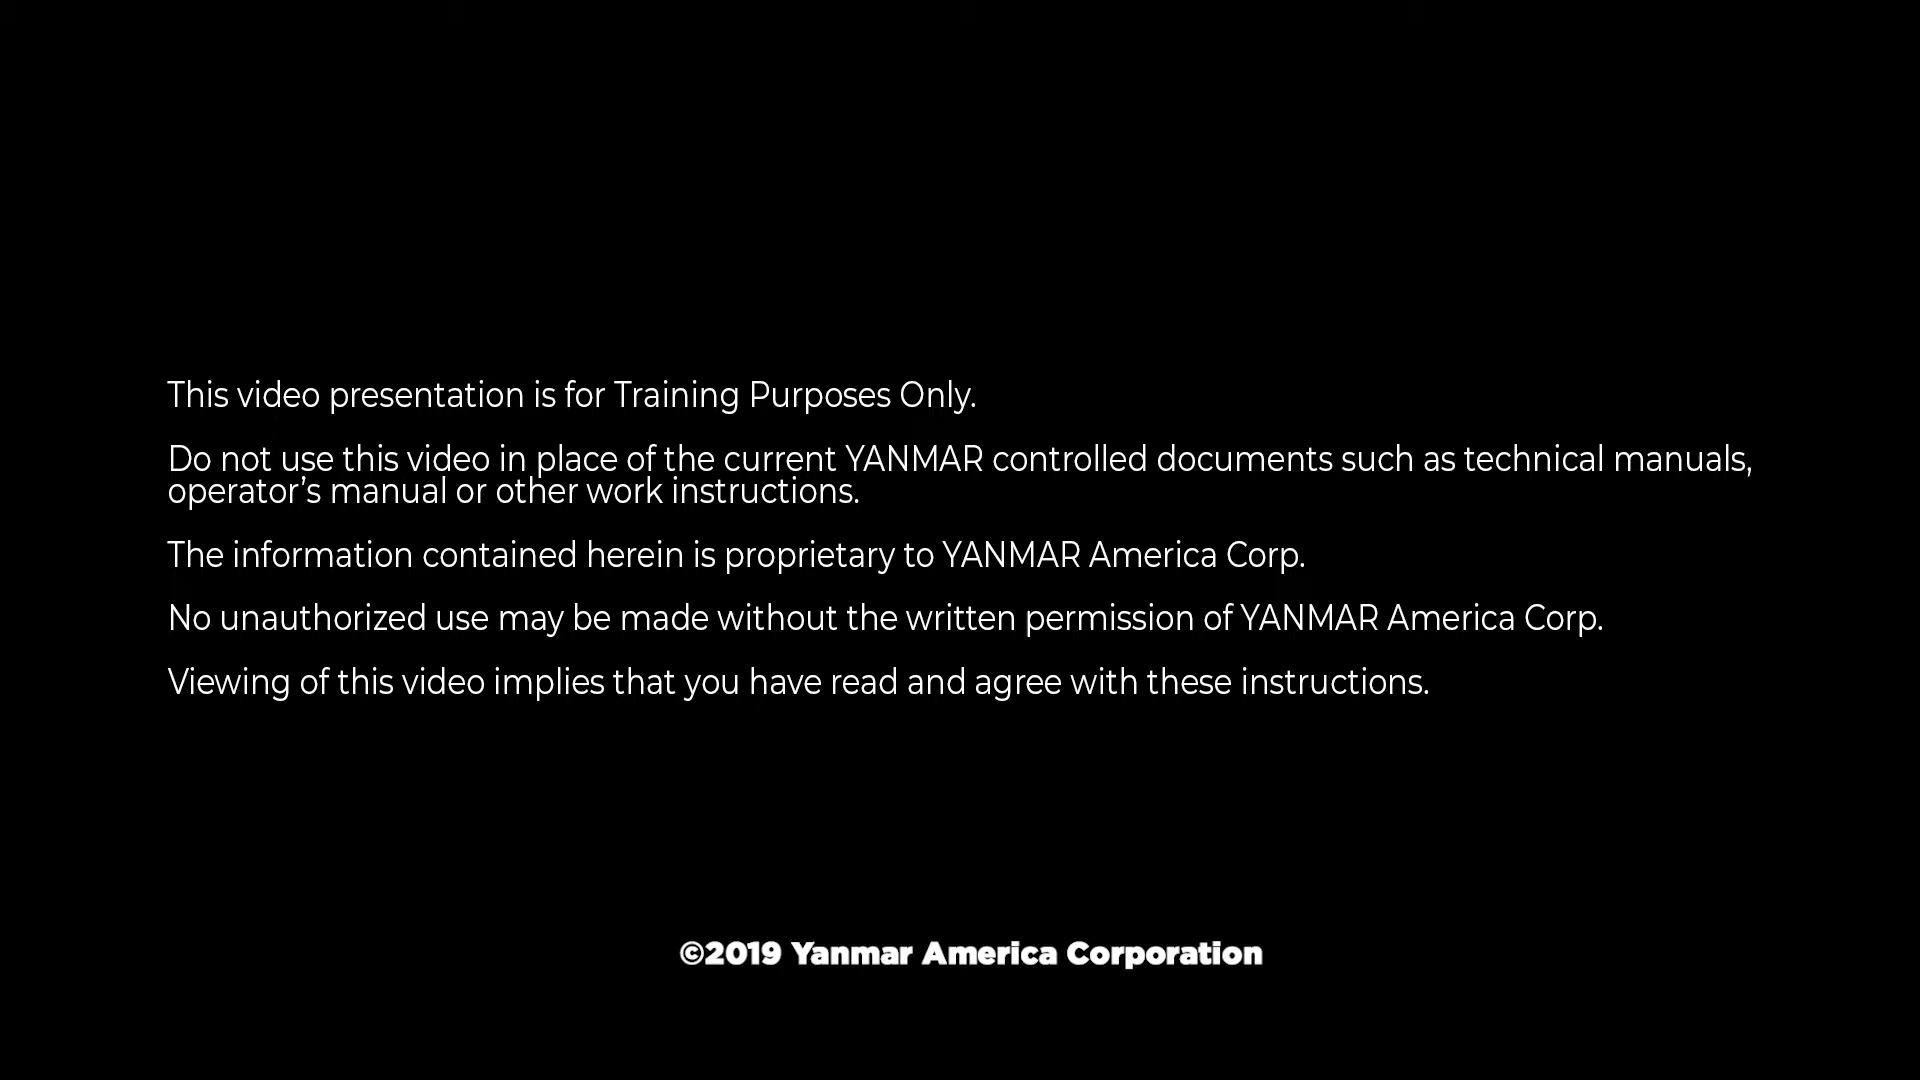 This video presentation is for Training Purposes Only.
Do not use this video in place of the current YANMAR controlled documents such as technical manuals,
operator’s manual or other work instructions.
The information contained herein is proprietary to YANMAR America Corp.
No unauthorized use may be made without the written permission of YANMAR America Corp.
Viewing of this video implies that you have read and agree with these instructions.
©2019 Yanmar America Corporation